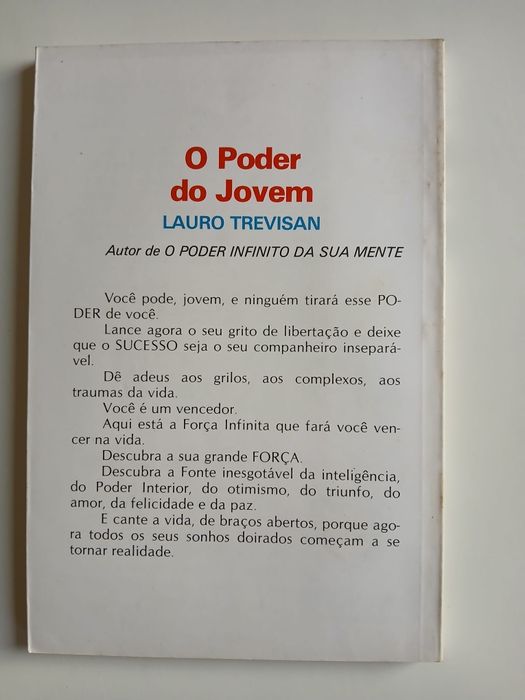 O Poder
do Jovem
LAURO TREVISAN
Autor de O PODER INFINITO DA SUA MENTE
Você pode, jovem, e ninguém tirará esse PO-
DER de você.
Lance agora o seu grito de libertação e deixe
que o SUCESSO seja o seu companheiro insepará-
vel.
Dê adeus aos grilos, aos complexos, aos
traumas da vida.
Você é um vencedor.
Aqui está a Força Infinita que fará você ven-
cer na vida.
Descubra a sua grande FORÇA.
Descubra a Fonte inesgotável da inteligência,
do Poder Interior, do otimismo, do triunfo, do
amor, da felicidade e da paz.
E cante a vida, de braços abertos, porque ago-
ra todos os seus sonhos doirados começam a se
tornar realidade.